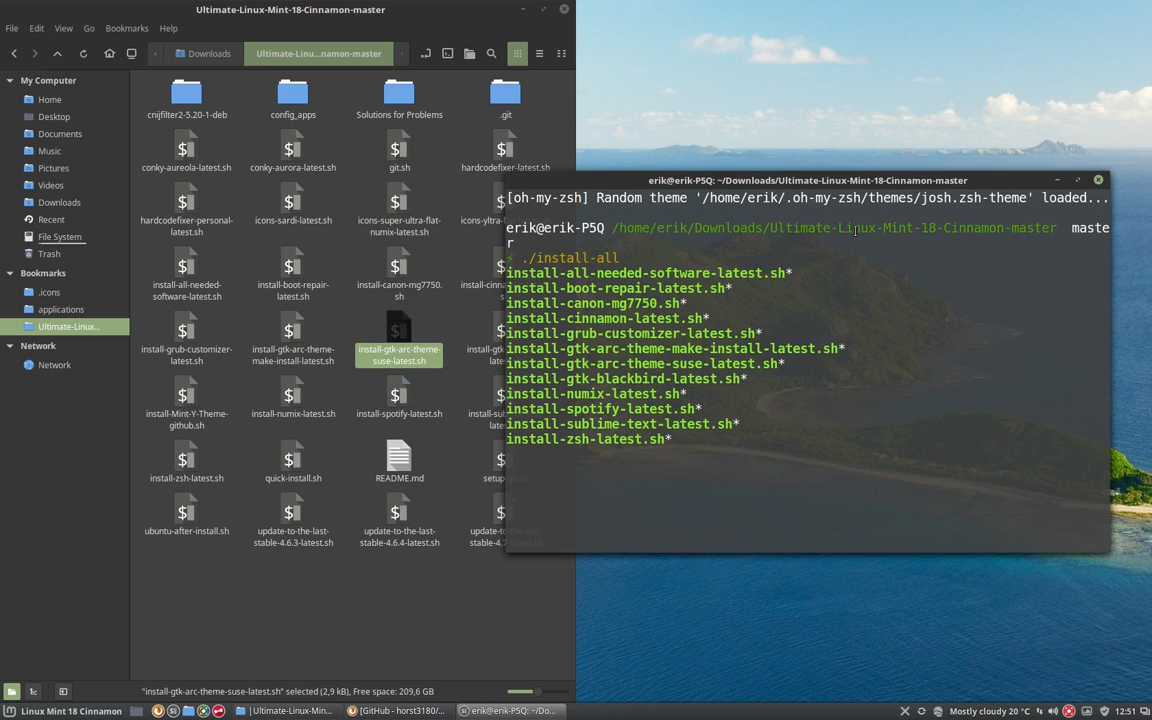 Ultimate-Linux-Mint-18-Cinnamon-master
File Edit View Go Bookmarks Help
Downloads Ultimate-Linu...namon-master
My Computer
Home
Desktop
Documents
Music
Pictures
Videos
Downloads
Recent
File System
Trash
Bookmarks
.icons
applications
Ultimate-Linux...
Network
Network
cnijfilter2-5.20-1-deb
config_apps
Solutions for Problems
.git
conky-aureola-latest.sh
conky-aurora-latest.sh
git.sh
hardcodefixer-latest.sh
hardcodefixer-personal-
latest.sh
icons-sardi-latest.sh
icons-super-ultra-flat-
numix-latest.sh
icons-yltra-
install-all-needed-
software-latest.sh
install-boot-repair-
latest.sh
install-canon-mg7750.
sh
install-cinn
install-grub-customizer-
latest.sh
install-gtk-arc-theme-
make-install-latest.sh
install-gtk-arc-theme-
suse-latest.sh
install-gtk
install-Mint-Y-Theme-
github.sh
install-numix-latest.sh
install-spotify-latest.sh
install-zsh-latest.sh
quick-install.sh
README.md
ubuntu-after-install.sh
update-to-the-last-
stable-4.6.3-latest.sh
update-to-the-last-
stable-4.6.4-latest.sh
"install-gtk-arc-theme-suse-latest.sh" selected (2,9 kB), Free space: 209,6 GB
erik@erik-P5Q: ~/Downloads/Ultimate-Linux-Mint-18-Cinnamon-master
[oh-my-zsh] Random theme '/home/erik/.oh-my-zsh/themes/josh.zsh-theme' loaded...
erik@erik-P5Q /home/erik/Downloads/Ultimate-Linux-Mint-18-Cinnamon-master maste
r
⚡ ./install-all
install-all-needed-software-latest.sh*
install-boot-repair-latest.sh*
install-canon-mg7750.sh*
install-cinnamon-latest.sh*
install-grub-customizer-latest.sh*
install-gtk-arc-theme-make-install-latest.sh*
install-gtk-arc-theme-suse-latest.sh*
install-gtk-blackbird-latest.sh*
install-numix-latest.sh*
install-spotify-latest.sh*
install-sublime-text-latest.sh*
install-zsh-latest.sh*
Linux Mint 18 Cinnamon |Ultimate-Linux-Min... [GitHub - horst3180/... erik@erik-P5Q: ~/Do... Mostly cloudy 20 °C 12:51